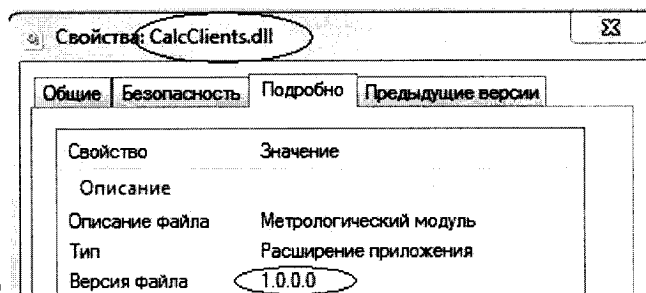 Свойства: CalcClients.dll
Общие Безопасность Подробно Предыдущие версии
Свойство Значение
Описание
Описание файла Метрологический модуль
Тип Расширение приложения
Версия файла 1.0.0.0